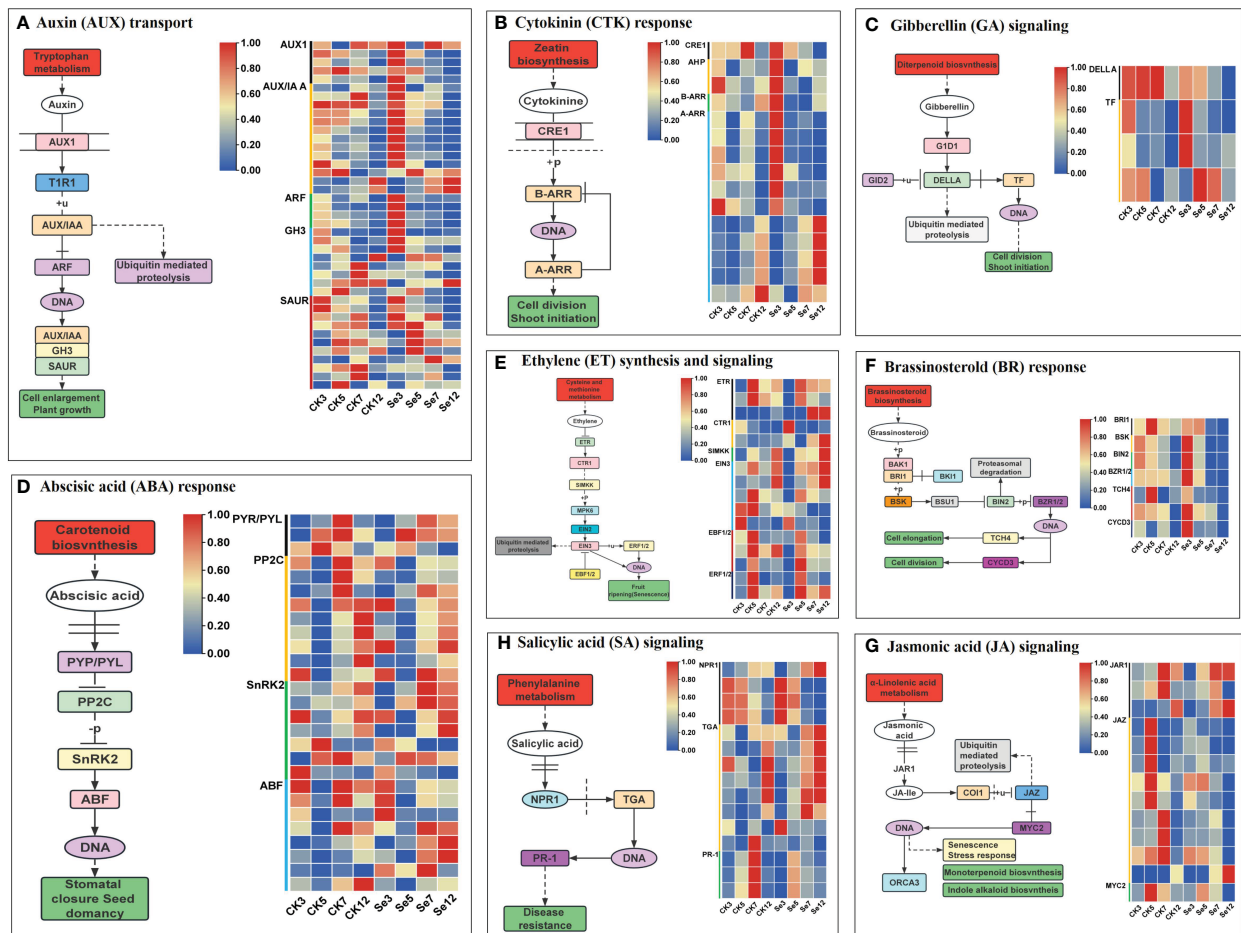 A Auxin (AUX) transport
Tryptophan
metabolism
Auxin
AUX1
T1R1
+u
AUX/IAA
ARF
Ubiquitin mediated
proteolysis
DNA
AUX/IAA
GH3
SAUR
Cell enlargement
Plant growth
1.00
0.80
0.60
0.40
0.20
0.00
AUX1
AUX/IA A
ARF
GH3
SAUR
CK3 CK5 CK7 CK12 Se3 Se5 Se7 Se12
B Cytokinin (CTK) response
Zeatin
biosynthesis
Cytokinine
CRE1
+p
B-ARR
DNA
A-ARR
Cell division
Shoot initiation
1.00
0.80
0.60
0.40
0.20
0.00
CRE1
AHP
B-ARR
A-ARR
CK3 CK5 CK7 CK12 Se3 Se5 Se7 Se12
C Gibberellin (GA) signaling
Diterpenoid biosvnthesis
Gibberellin
G1D1
GID2
+u
DELLA
TF
Ubiquitin mediated
proteolysis
DNA
Cell division
Shoot initiation
1.00
0.80
0.60
0.40
0.20
0.00
DELLA
TF
CK3 CK5 CK7 CK12 Se3 Se5 Se7 Se12
D Abscisic acid (ABA) response
Carotenoid
biosvnthesis
Abscisic acid
PYP/PYL
PP2C
-p
SnRK2
ABF
DNA
Stomatal
closure Seed
domancy
1.00
0.80
0.60
0.40
0.20
0.00
PYR/PYL
PP2C
SnRK2
ABF
CK3 CK5 CK7 CK12 Se3 Se5 Se7 Se12
E Ethylene (ET) synthesis and signaling
Cysteine and
methionine metabolism
Ethylene
ETR
CTR1
SIMKK
+P
MPK6
EIN2
Ubiquitin mediated
proteolysis
EIN3
+u
ERF1/2
DNA
EBF1/2
Fruit
ripening(Senescence)
1.00
0.80
0.60
0.40
0.20
0.00
ETR
CTR1
SIMKK
EIN3
EBF1/2
ERF1/2
CK3 CK5 CK7 CK12 Se3 Se5 Se7 Se12
F Brassinosterold (BR) response
Brassinosteroid
biosynthesis
Brassinosteroid
+p
BAK1
BRI1
BKI1
Proteasomal
degradation
+p
BSK
BSU1
BIN2
+p
BZR1/2
DNA
Cell elongation
TCH4
Cell division
CYCD3
1.00
0.80
0.60
0.40
0.20
0.00
BRI1
BSK
BIN2
BZR1/2
TCH4
CYCD3
CK3 CK5 CK7 CK12 Se3 Se5 Se7 Se12
H Salicylic acid (SA) signaling
Phenylalanine
metabolism
Salicylic acid
NPR1
TGA
PR-1
DNA
Disease
resistance
1.00
0.80
0.60
0.40
0.20
0.00
NPR1
TGA
PR-1
CK3 CK5 CK7 CK12 Se3 Se5 Se7 Se12
G Jasmonic acid (JA) signaling
α-Linolenic acid
metabolism
Jasmonic
acid
JAR1
JA-Ile
Ubiquitin
mediated
proteolysis
COI1
+u
JAZ
DNA
MYC2
Senescence
Stress response
Monoterpenoid biosvnthesis
ORCA3
Indole alkaloid biosvntheis
1.00
0.80
0.60
0.40
0.20
0.00
JAR1
JAZ
MYC2
CK3 CK5 CK7 CK12 Se3 Se5 Se7 Se12